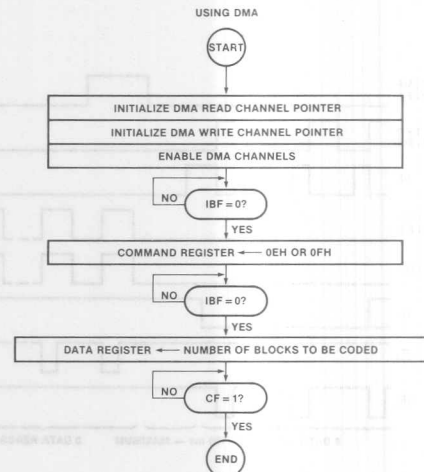 USING DMA
START
INITIALIZE DMA READ CHANNEL POINTER
INITIALIZE DMA WRITE CHANNEL POINTER
ENABLE DMA CHANNELS
NO
IBF = 0?
YES
COMMAND REGISTER ← 0EH OR 0FH
NO
IBF = 0?
YES
DATA REGISTER ← NUMBER OF BLOCKS TO BE CODED
NO
CF = 1?
YES
END